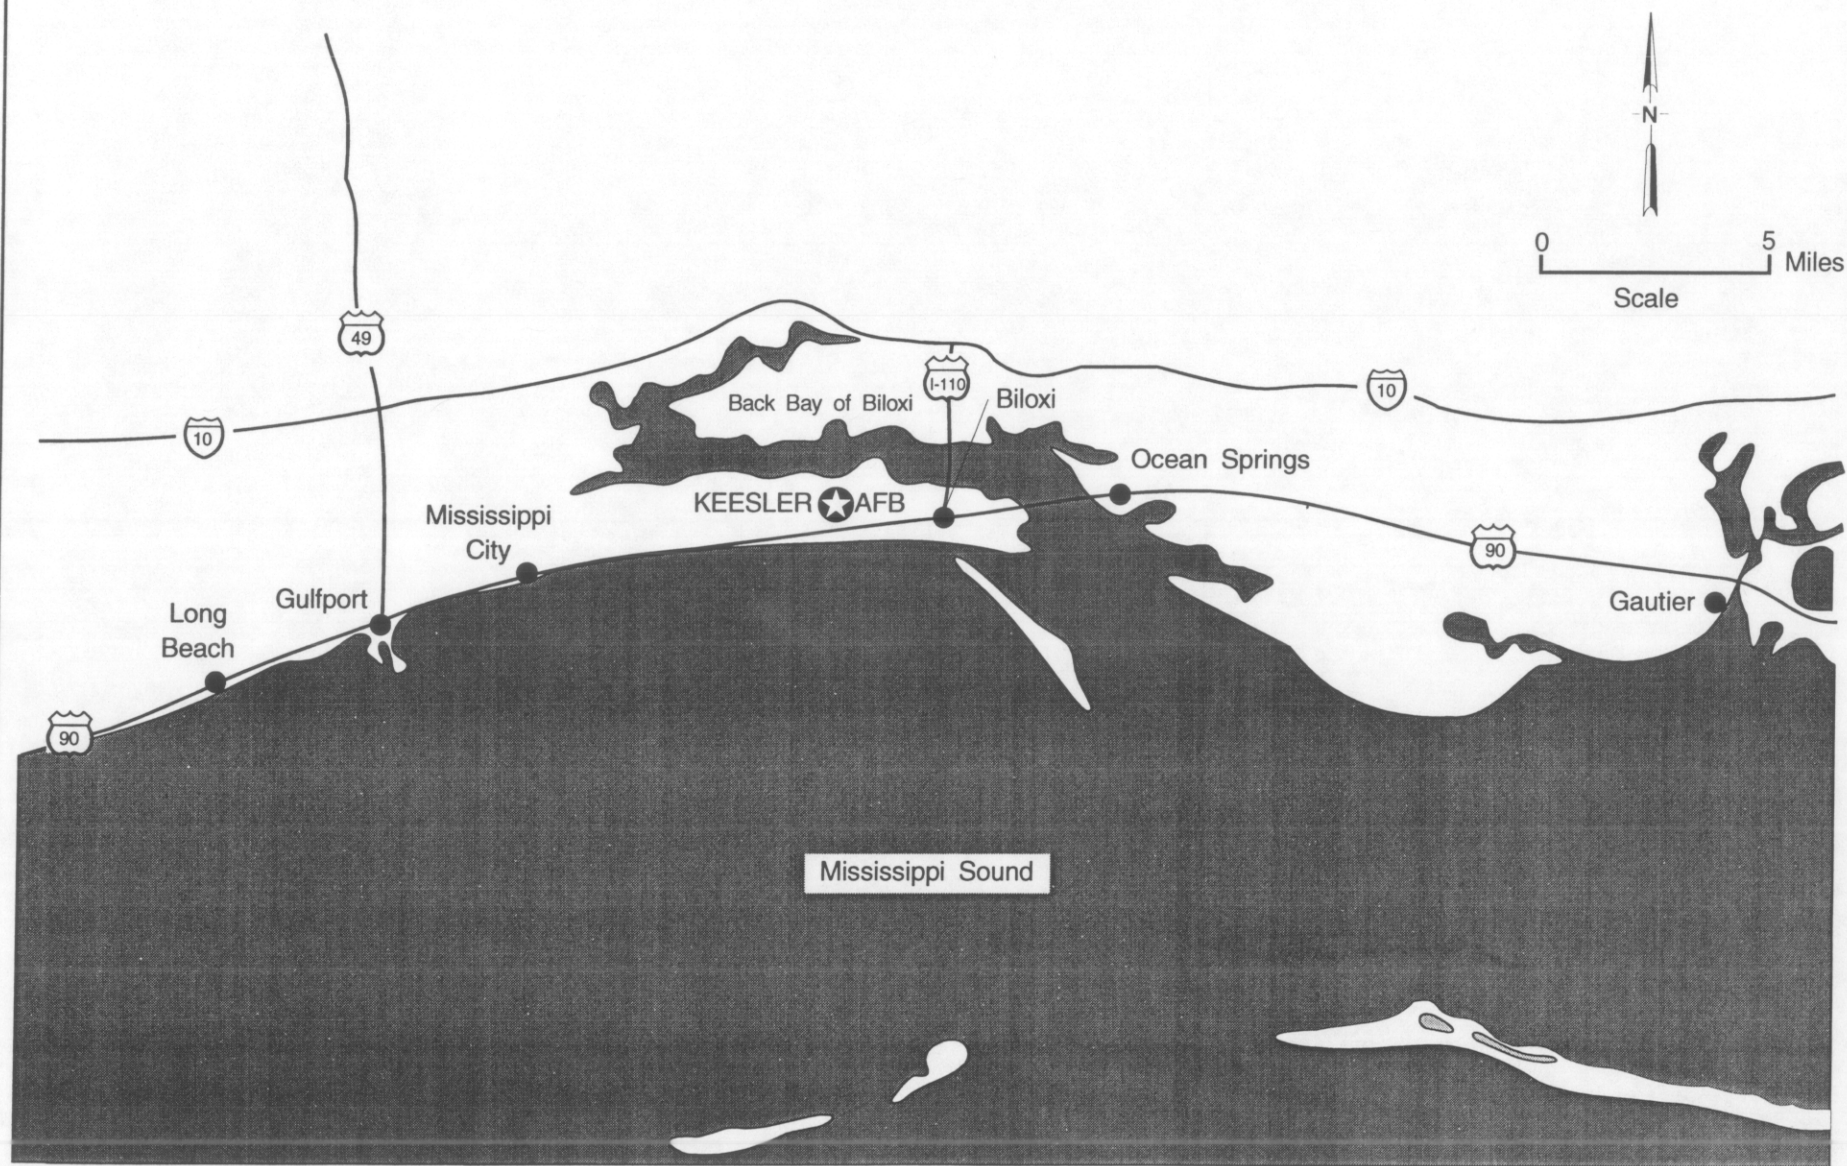 N
0 5
Miles
Scale
49
I-110
10
Back Bay of Biloxi
Biloxi
10
Ocean Springs
KEESLER AFB
Mississippi
City
90
Gulfport
Gautier
Long
Beach
90
Mississippi Sound